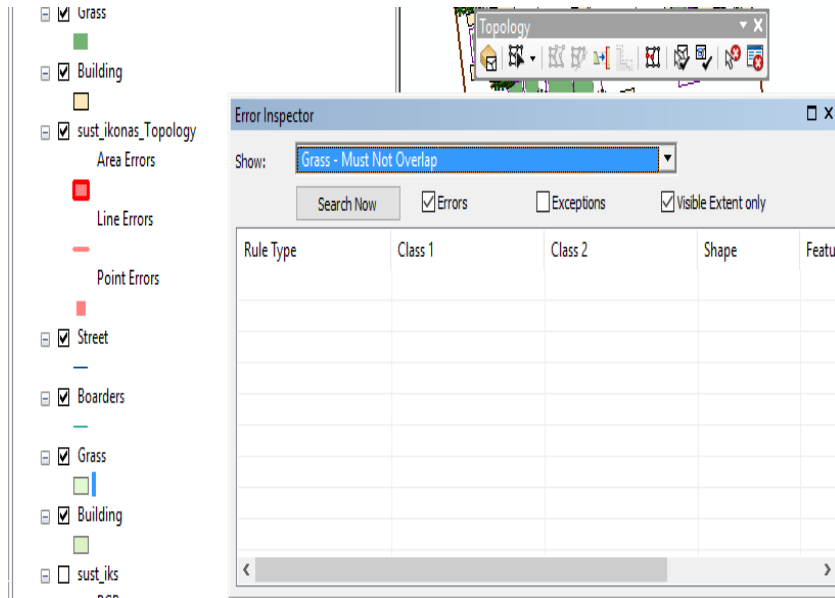 Grass
Building
sust_ikonas_Topology
Area Errors
Line Errors
Point Errors
Street
Boarders
Grass
Building
sust_iks
Topology
Error Inspector
Show: Grass - Must Not Overlap
Search Now Errors Exceptions Visible Extent only
Rule Type Class 1 Class 2 Shape Featu